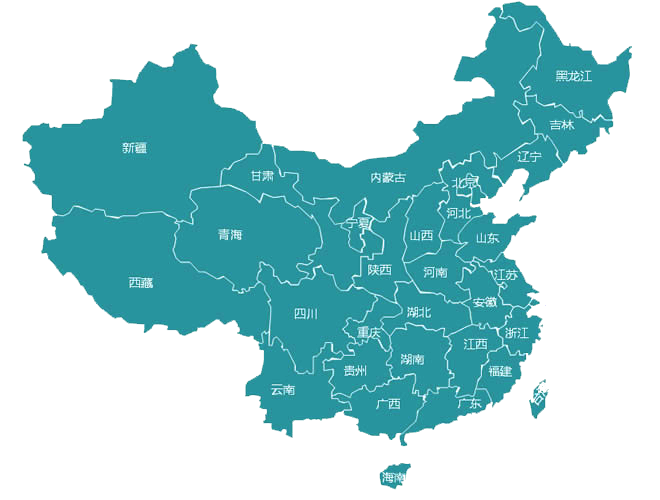 黑龙江
吉林
辽宁
新疆
甘肃
内蒙古
北京
宁夏
河北
青海
山西
山东
西藏
陕西
河南
江苏
四川
湖北
安徽
重庆
浙江
湖南
江西
贵州
福建
云南
广西
广东
海南